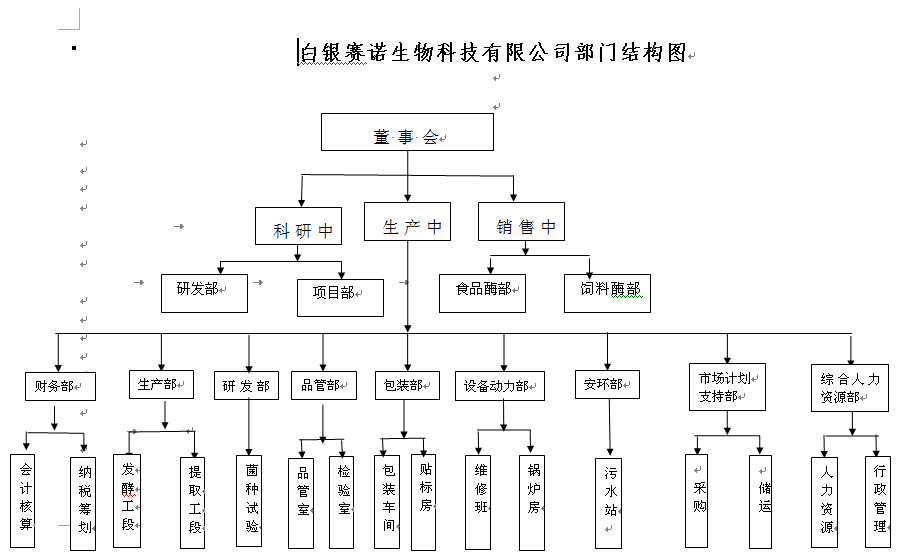 白银赛诺生物科技有限公司部门结构图
董事会
科研中
生产中
销售中
研发部
项目部
食品酶部
饲料酶部
财务部
生产部
研发部
品管部
包装部
设备动力部
安环部
市场计划
支持部
综合人力
资源部
会计核算
纳税筹划
发酵工段
提取工段
菌种试验
品管室
检验室
包装车间
贴标房
维修班
锅炉房
污水站
采购
储运
人力资源
行政管理